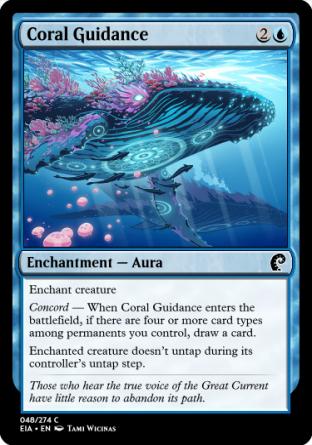 Coral Guidance 2
Enchantment — Aura
Enchant creature
Concord — When Coral Guidance enters the
battlefield, if there are four or more card types
among permanents you control, draw a card.
Enchanted creature doesn't untap during its
controller's untap step.
Those who hear the true voice of the Great Current
have little reason to abandon its path.
048/274 C
EIA • EN Tami Wicinas